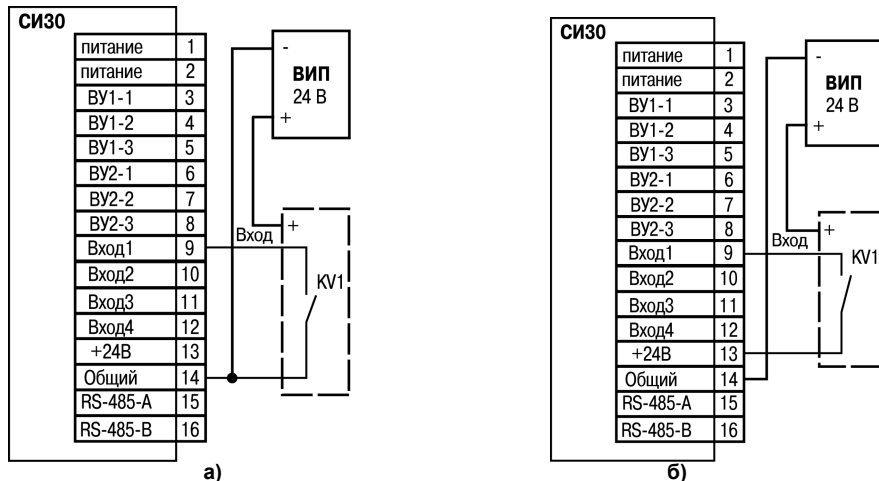 СИ30
питание 1
питание 2
ВУ1-1 3
ВУ1-2 4
ВУ1-3 5
ВУ2-1 6
ВУ2-2 7
ВУ2-3 8
Вход1 9
Вход2 10
Вход3 11
Вход4 12
+24В 13
Общий 14
RS-485-A 15
RS-485-B 16
-
ВИП
24 В
+
+
Вход
KV1
а)
СИ30
питание 1
питание 2
ВУ1-1 3
ВУ1-2 4
ВУ1-3 5
ВУ2-1 6
ВУ2-2 7
ВУ2-3 8
Вход1 9
Вход2 10
Вход3 11
Вход4 12
+24В 13
Общий 14
RS-485-A 15
RS-485-B 16
-
ВИП
24 В
+
+
Вход
KV1
б)